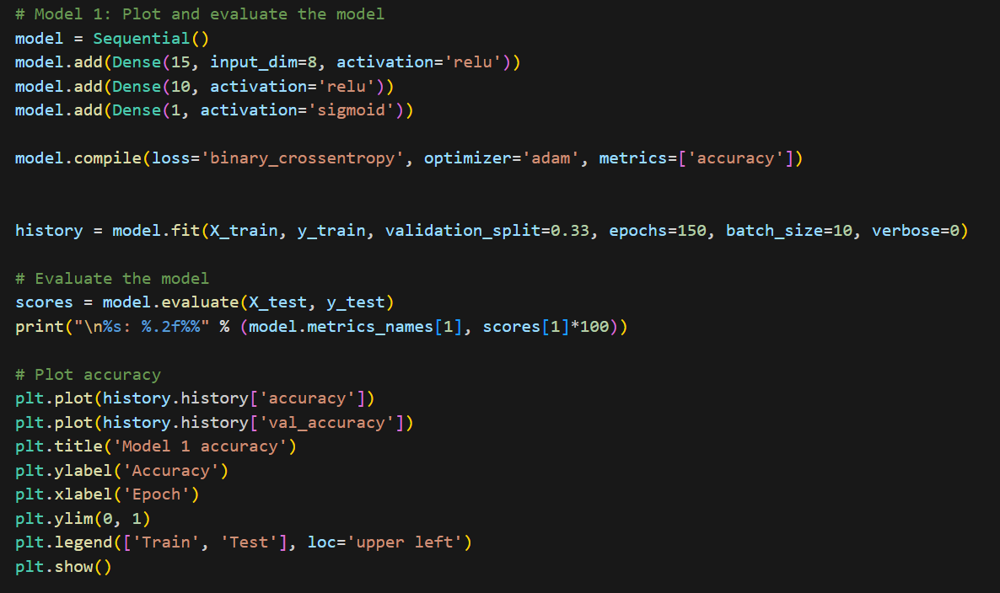 # Model 1: Plot and evaluate the model
model = Sequential()
model.add(Dense(15, input_dim=8, activation='relu'))
model.add(Dense(10, activation='relu'))
model.add(Dense(1, activation='sigmoid'))
model.compile(loss='binary_crossentropy', optimizer='adam', metrics=['accuracy'])
history = model.fit(X_train, y_train, validation_split=0.33, epochs=150, batch_size=10, verbose=0)
# Evaluate the model
scores = model.evaluate(X_test, y_test)
print("\n%s: %.2f%%" % (model.metrics_names[1], scores[1]*100))
# Plot accuracy
plt.plot(history.history['accuracy'])
plt.plot(history.history['val_accuracy'])
plt.title('Model 1 accuracy')
plt.ylabel('Accuracy')
plt.xlabel('Epoch')
plt.ylim(0, 1)
plt.legend(['Train', 'Test'], loc='upper left')
plt.show()